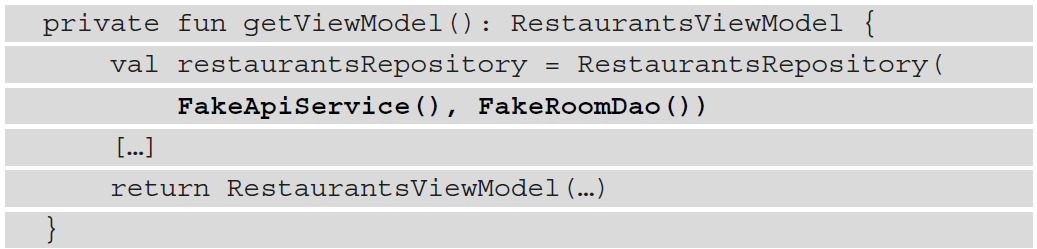 private fun getViewModel(): RestaurantsViewModel {
    val restaurantsRepository = RestaurantsRepository(
        FakeApiService(), FakeRoomDao())
    […]
    return RestaurantsViewModel(…)
}